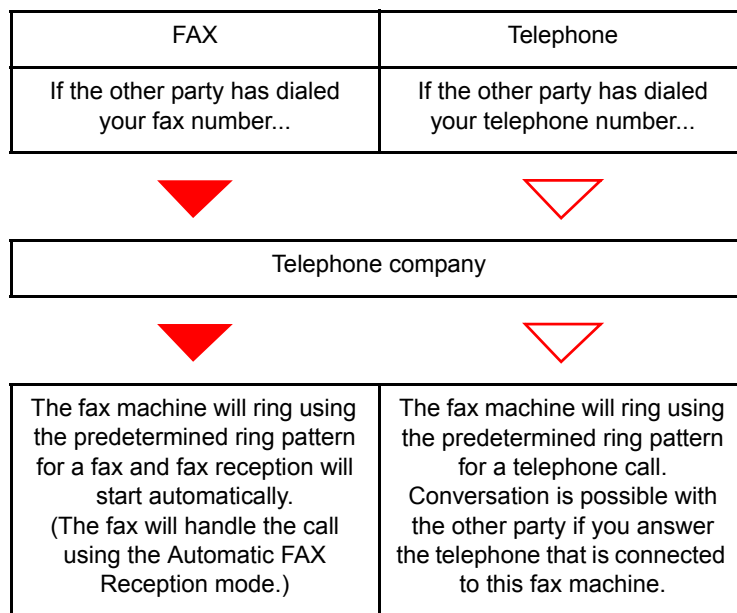 FAX
Telephone
If the other party has dialed
your fax number...
If the other party has dialed
your telephone number...
Telephone company
The fax machine will ring using
the predetermined ring pattern
for a fax and fax reception will
start automatically.
(The fax will handle the call
using the Automatic FAX
Reception mode.)
The fax machine will ring using
the predetermined ring pattern
for a telephone call.
Conversation is possible with
the other party if you answer
the telephone that is connected
to this fax machine.